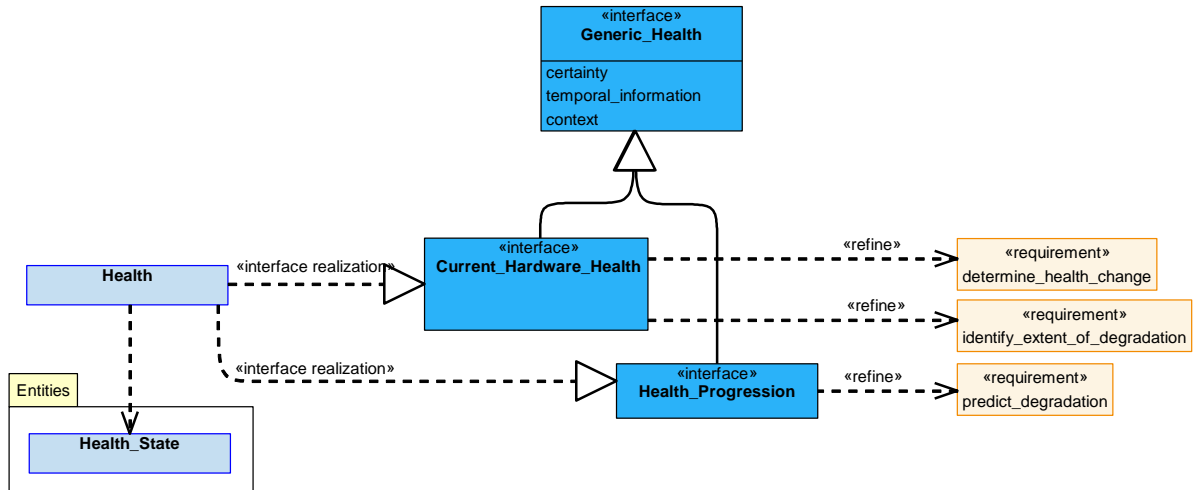 «interface»
Generic_Health
certainty
temporal_information
context
«interface»
Current_Hardware_Health
«refine»
«requirement»
determine_health_change
Health
«interface realization»
«refine»
«requirement»
identify_extent_of_degradation
«interface realization»
«interface»
Health_Progression
«refine»
«requirement»
predict_degradation
Entities
Health_State